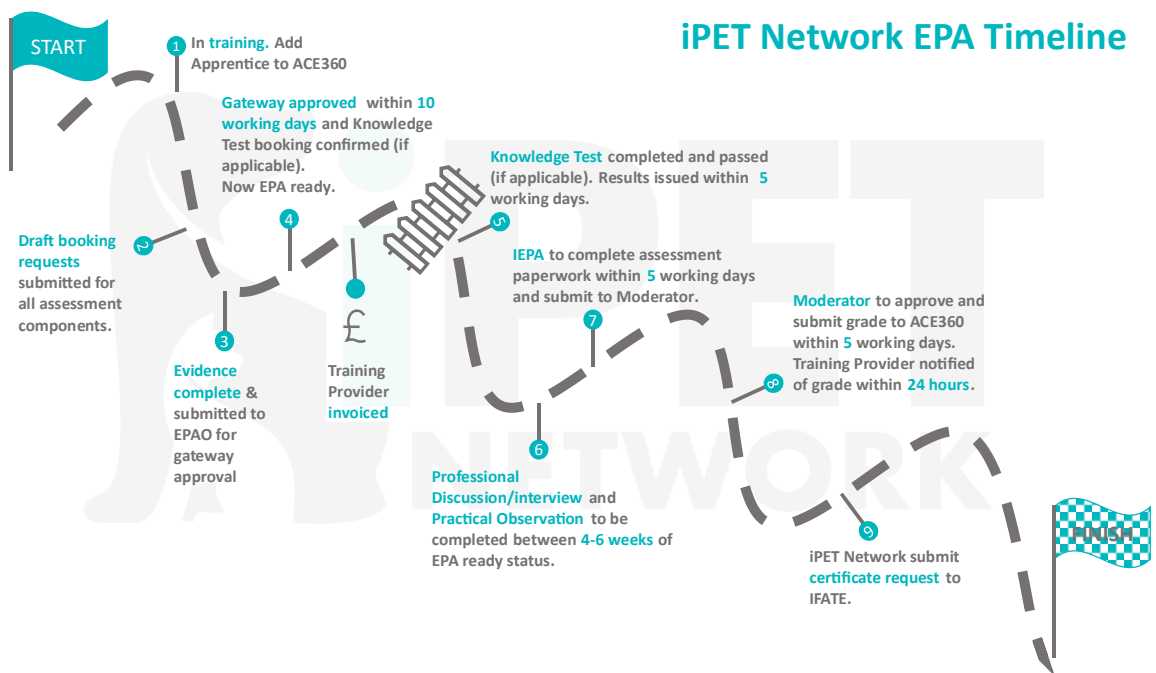 iPET Network EPA Timeline
START
1
In training. Add
Apprentice to ACE360
2
Draft booking
requests
submitted for
all assessment
components.
3
Evidence
complete &
submitted to
EPAO for
gateway
approval
Gateway approved within 10
working days and Knowledge
Test booking confirmed (if
applicable).
Now EPA ready.
4
£
Training
Provider
invoiced
Knowledge Test completed and passed
(if applicable). Results issued within 5
working days.
5
6
Professional
Discussion/interview and
Practical Observation to be
completed between 4-6 weeks of
EPA ready status.
IEPA to complete assessment
paperwork within 5 working days
and submit to Moderator.
7
Moderator to approve and
submit grade to ACE360
within 5 working days.
Training Provider notified
of grade within 24 hours.
8
9
iPET Network submit
certificate request to
IFATE.
FINISH
iPET
NETWORK